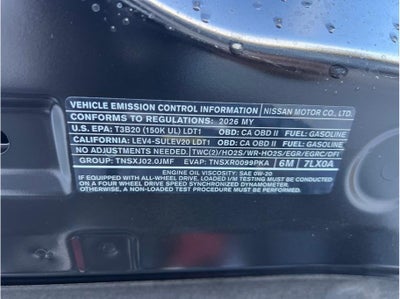 VEHICLE EMISSION CONTROL INFORMATION NISSAN MOTOR CO., LTD.
CONFORMS TO REGULATIONS: 2026 MY
U.S. EPA: T3B20 (150K UL) LDT1 OBD: CA OBD II FUEL: GASOLINE
CALIFORNIA: LEV4-SULEV20 LDT1 OBD: CA OBD II FUEL: GASOLINE
NO ADJUSTMENTS NEEDED. TWC(2)/HO2S/WR-HO2S/EGR/EGRC/DFI
GROUP: TNSXJ02.0JMF EVAP: TNSXR0099PKA 6M 7LX0A
ENGINE OIL VISCOSITY: SAE 0W-20
IF EQUIPPED WITH ALL-WHEEL DRIVE, LOADED I/M TESTING MUST BE CONDUCTED
ON A FOUR WHEEL DRIVE SPEED SYNCHRONIZED DYNAMOMETER.
OTHERWISE, A NON-LOADED TEST PROCEDURE MUST BE USED.